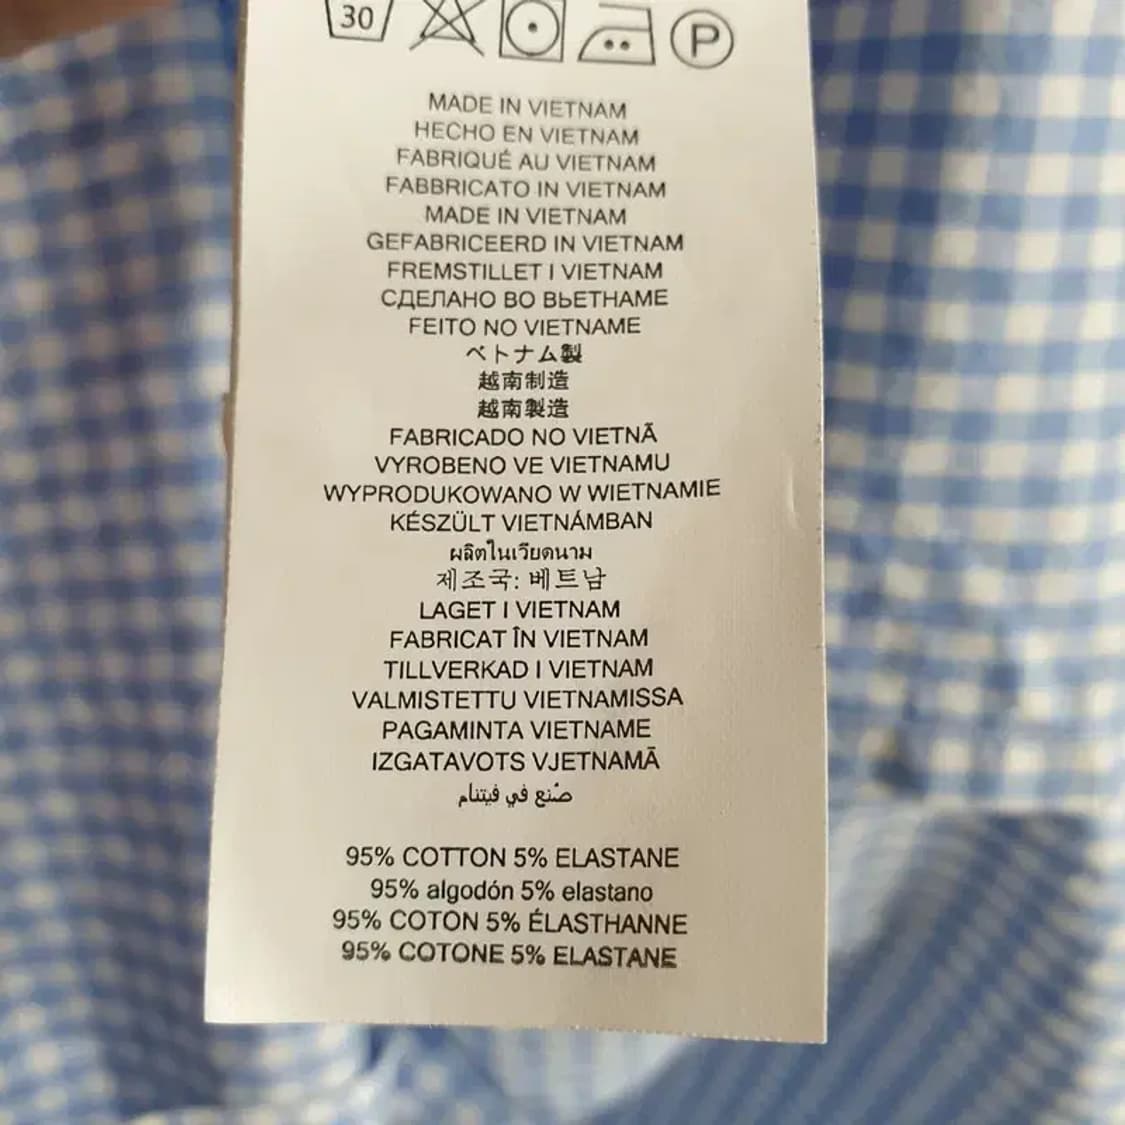 30
P
MADE IN VIETNAM
HECHO EN VIETNAM
FABRIQUÉ AU VIETNAM
FABBRICATO IN VIETNAM
MADE IN VIETNAM
GEFABRICEERD IN VIETNAM
FREMSTILLET I VIETNAM
СДЕЛАНО ВО ВЬЕТНАМЕ
FEITO NO VIETNAME
ベトナム製
越南制造
越南製造
FABRICADO NO VIETNÃ
VYROBENO VE VIETNAMU
WYPRODUKOWANO W WIETNAMIE
KÉSZÜLT VIETNÁMBAN
ผลิตในเวียดนาม
제조국: 베트남
LAGET I VIETNAM
FABRICAT ÎN VIETNAM
TILLVERKAD I VIETNAM
VALMISTETTU VIETNAMISSA
PAGAMINTA VIETNAME
IZGATAVOTS VJETNAMĀ
صُنع في فيتنام
95% COTTON 5% ELASTANE
95% algodón 5% elastano
95% COTON 5% ÉLASTHANNE
95% COTONE 5% ELASTANE